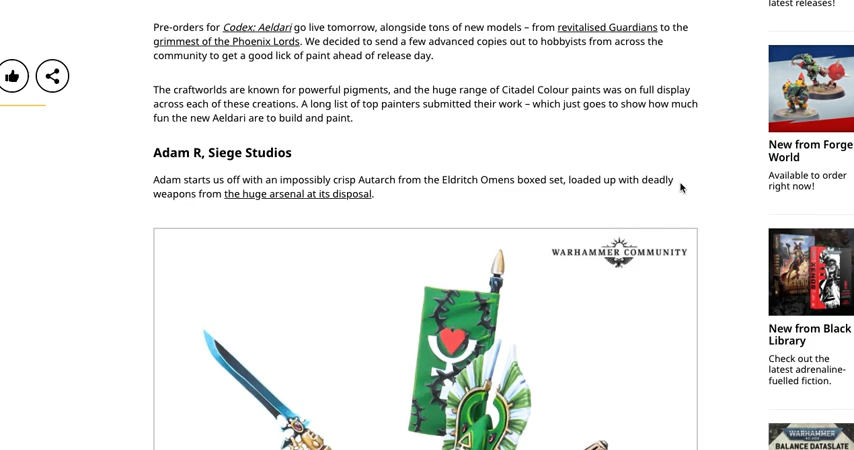 Pre-orders for Codex: Aeldari go live tomorrow, alongside tons of new models – from revitalised Guardians to the
grimmest of the Phoenix Lords. We decided to send a few advanced copies out to hobbyists from across the
community to get a good lick of paint ahead of release day.
The craftworlds are known for powerful pigments, and the huge range of Citadel Colour paints was on full display
across each of these creations. A long list of top painters submitted their work – which just goes to show how much
fun the new Aeldari are to build and paint.
Adam R, Siege Studios
Adam starts us off with an impossibly crisp Autarch from the Eldritch Omens boxed set, loaded up with deadly
weapons from the huge arsenal at its disposal.
WARHAMMER COMMUNITY
latest releases!
New from Forge
World
Available to order
right now!
New from Black
Library
Check out the
latest adrenaline-
fuelled fiction.
WARHAMMER
BALANCE DATASLATE